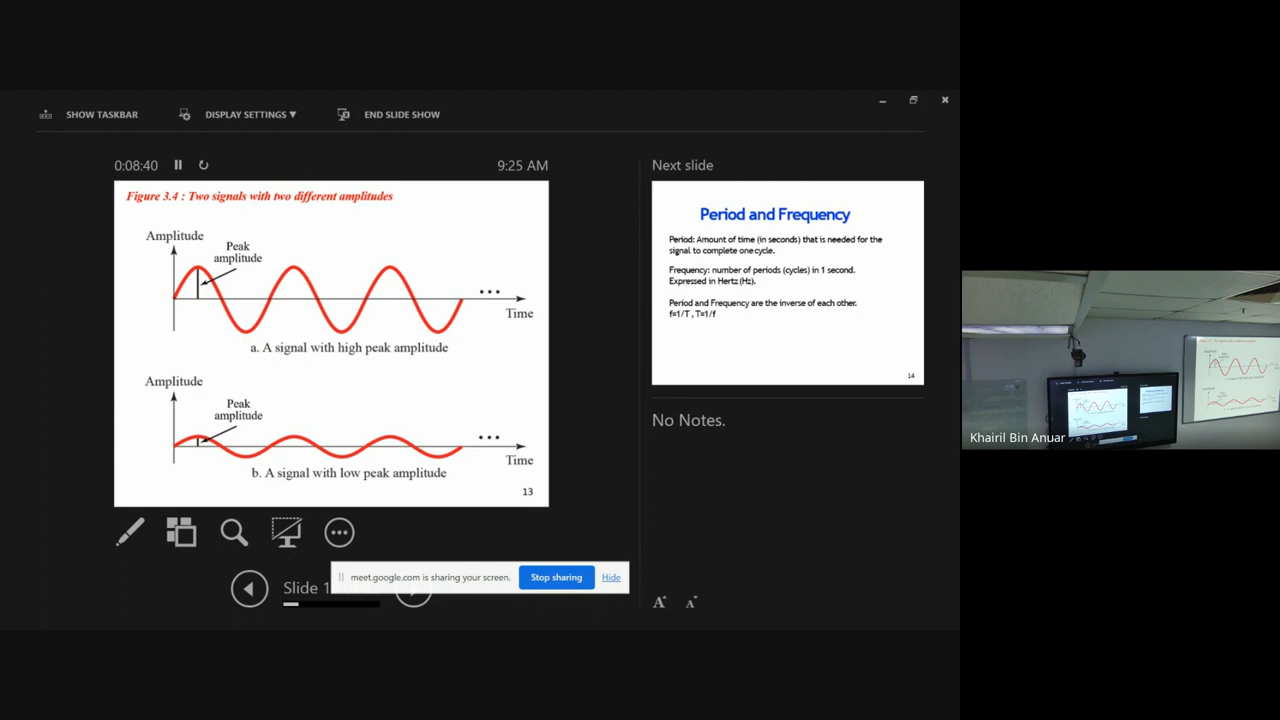 SHOW TASKBAR
DISPLAY SETTINGS ▼
END SLIDE SHOW
0:08:40
9:25 AM
Figure 3.4 : Two signals with two different amplitudes
Amplitude
Peak
amplitude
Time
a. A signal with high peak amplitude
Amplitude
Peak
amplitude
Time
b. A signal with low peak amplitude
13
Slide 1
meet.google.com is sharing your screen.
Stop sharing
Hide
Next slide
Period and Frequency
Period: Amount of time (in seconds) that is needed for the
signal to complete one cycle.
Frequency: number of periods (cycles) in 1 second.
Expressed in Hertz (Hz).
Period and Frequency are the inverse of each other.
f=1/T , T=1/f
14
No Notes.
A A
Khairil Bin Anuar